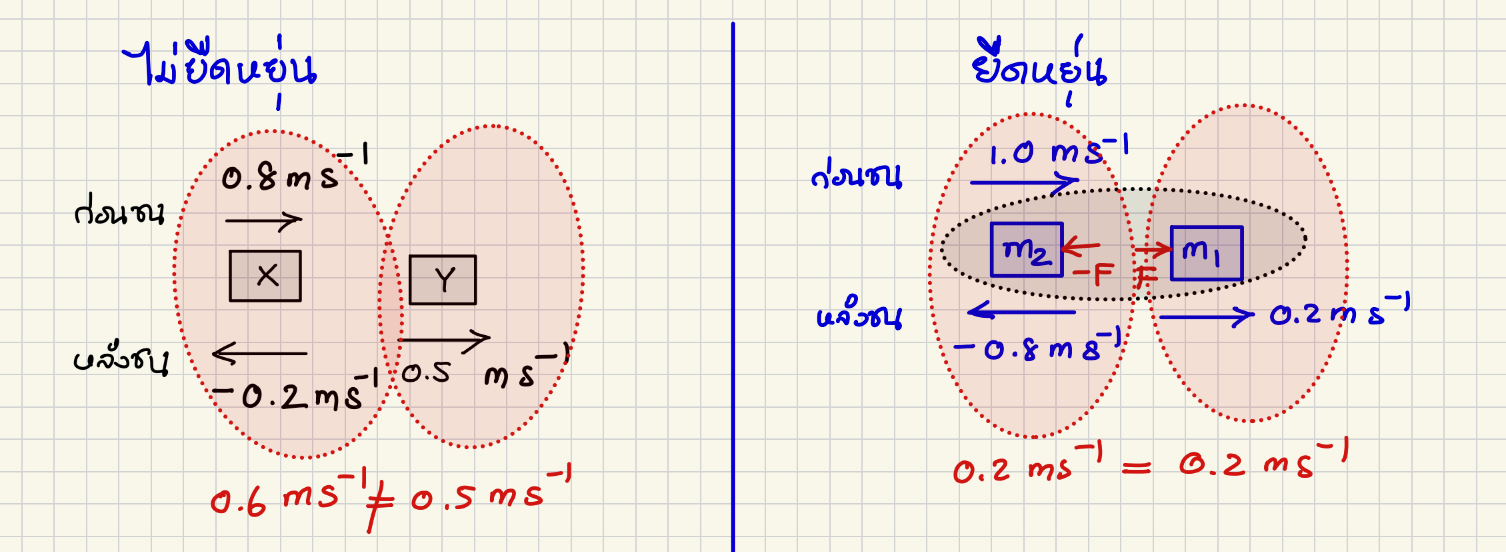 ไม่ยืดหยุ่น
0.8 ms⁻¹
ก่อนชน
X
Y
หลังชน
-0.2 ms⁻¹
0.5 ms⁻¹
0.6 ms⁻¹ ≠ 0.5 ms⁻¹
ยืดหยุ่น
1.0 ms⁻¹
ก่อนชน
m₂
-F
F
m₁
หลังชน
-0.8 ms⁻¹
0.2 ms⁻¹
0.2 ms⁻¹ = 0.2 ms⁻¹